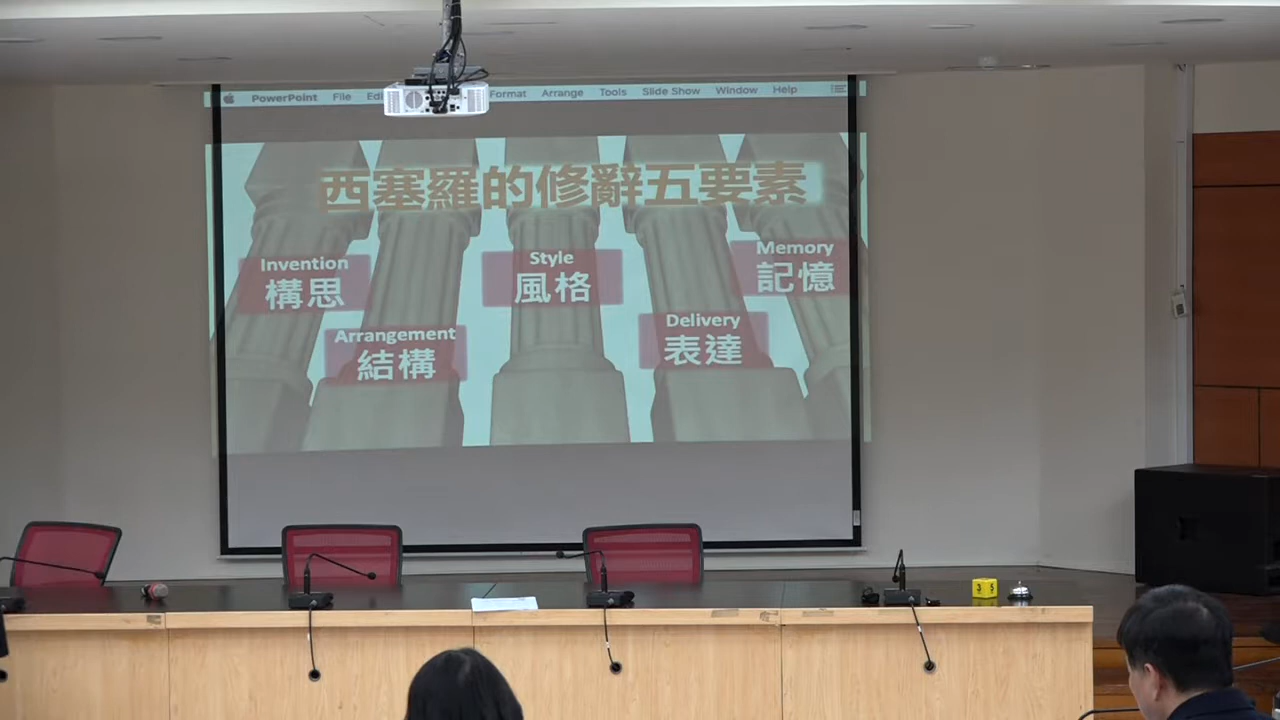 PowerPoint File Format Arrange Tools Slide Show Window Help
西塞羅的修辭五要素
Invention
構思
Arrangement
結構
Style
風格
Delivery
表達
Memory
記憶